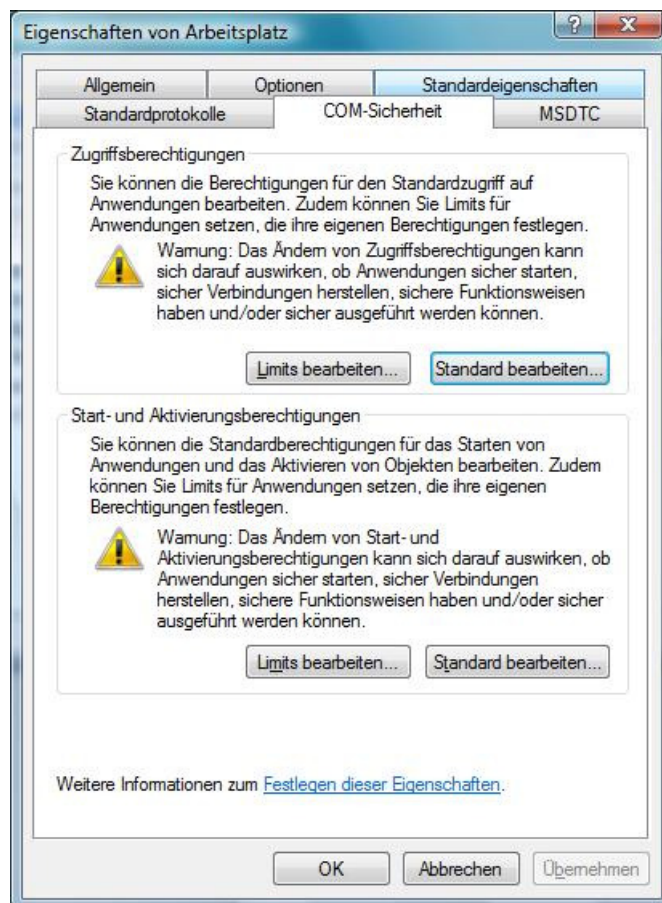 Eigenschaften von Arbeitsplatz
Allgemein Optionen Standardeigenschaften
Standardprotokolle COM-Sicherheit MSDTC
Zugriffsberechtigungen
Sie können die Berechtigungen für den Standardzugriff auf
Anwendungen bearbeiten. Zudem können Sie Limits für
Anwendungen setzen, die ihre eigenen Berechtigungen festlegen.
Warnung: Das Ändern von Zugriffsberechtigungen kann
sich darauf auswirken, ob Anwendungen sicher starten,
sicher Verbindungen herstellen, sichere Funktionsweisen
haben und/oder sicher ausgeführt werden können.
Limits bearbeiten... Standard bearbeiten...
Start- und Aktivierungsberechtigungen
Sie können die Standardberechtigungen für das Starten von
Anwendungen und das Aktivieren von Objekten bearbeiten. Zudem
können Sie Limits für Anwendungen setzen, die ihre eigenen
Berechtigungen festlegen.
Warnung: Das Ändern von Start- und
Aktivierungsberechtigungen kann sich darauf auswirken, ob
Anwendungen sicher starten, sicher Verbindungen
herstellen, sichere Funktionsweisen haben und/oder sicher
ausgeführt werden können.
Limits bearbeiten... Standard bearbeiten...
Weitere Informationen zum Festlegen dieser Eigenschaften.
OK Abbrechen Übernehmen